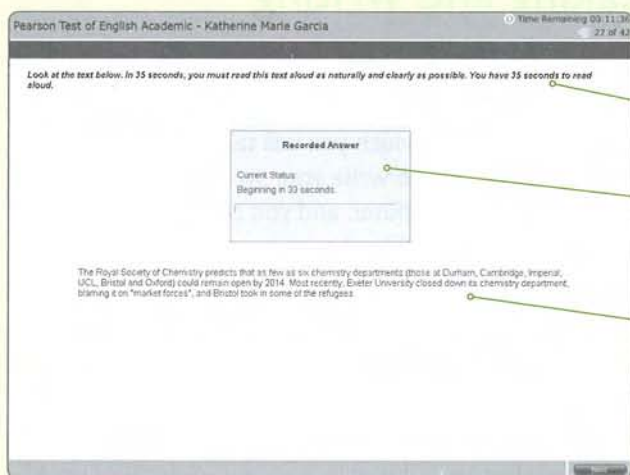 Pearson Test of English Academic - Katherine Marie Garcia
Time Remaining 03:11:36
27 of 42
Look at the text below. In 35 seconds, you must read this text aloud as naturally and clearly as possible. You have 35 seconds to read
aloud.
Recorded Answer
Current Status:
Beginning in 33 seconds.
The Royal Society of Chemistry predicts that as few as six chemistry departments (those at Durham, Cambridge, Imperial,
UCL, Bristol and Oxford) could remain open by 2014. Most recently, Exeter University closed down its chemistry department,
blaming it on "market forces", and Bristol took in some of the refugees.